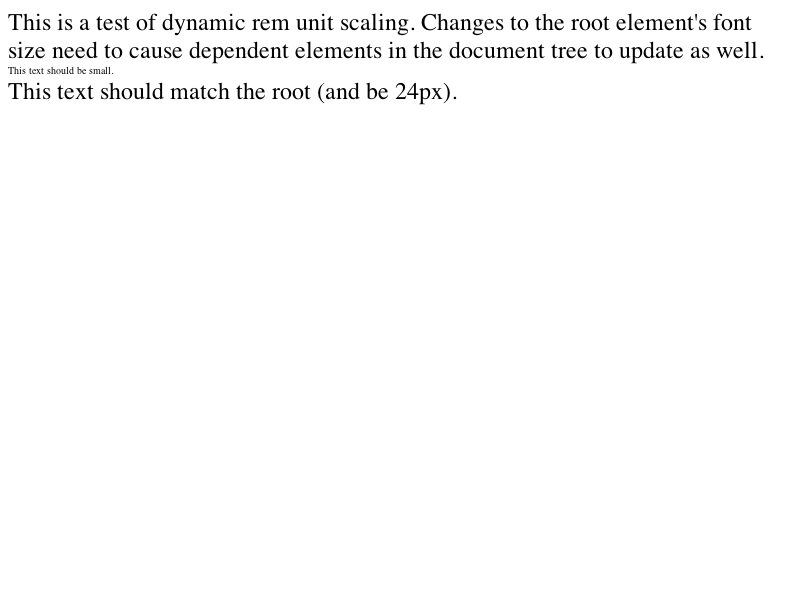 This is a test of dynamic rem unit scaling. Changes to the root element's font
size need to cause dependent elements in the document tree to update as well.
This text should be small.
This text should match the root (and be 24px).